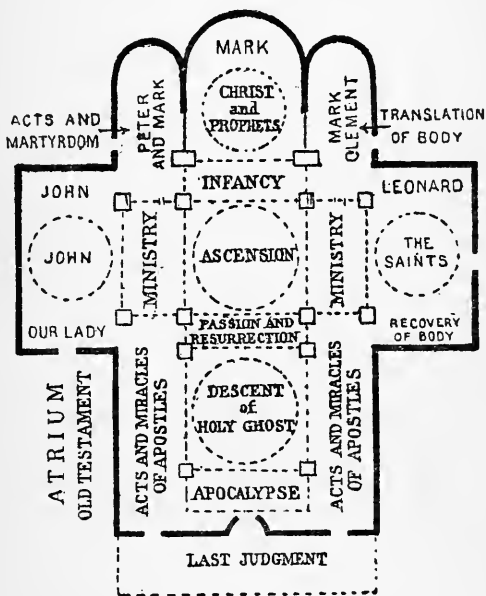 MARK
CHRIST
and
PROPHETS
PETER
AND MARK
MARK
CLEMENT
ACTS AND
MARTYRDOM
TRANSLATION
OF BODY
INFANCY
JOHN
LEONARD
JOHN
MINISTRY
ASCENSION
MINISTRY
THE
SAINTS
OUR LADY
PASSION AND
RESURRECTION
RECOVERY
OF BODY
ATRIUM
OLD TESTAMENT
ACTS AND MIRACLES
OF APOSTLES
DESCENT
of
HOLY GHOST
ACTS AND MIRACLES
OF APOSTLES
APOCALYPSE
LAST JUDGMENT